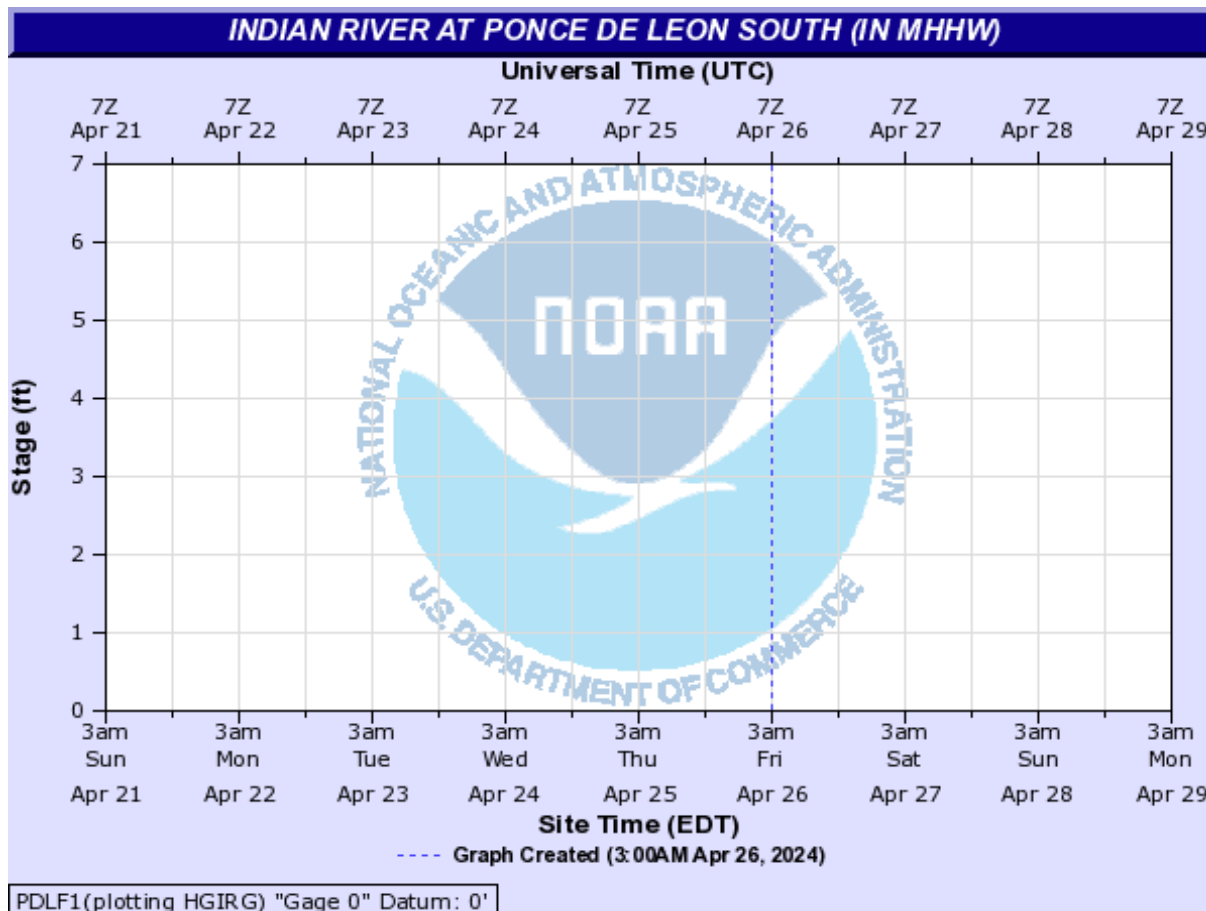 INDIAN RIVER AT PONCE DE LEON SOUTH (IN MHHW)
Universal Time (UTC)
7Z 7Z 7Z 7Z 7Z 7Z 7Z 7Z 7Z
Apr 21 Apr 22 Apr 23 Apr 24 Apr 25 Apr 26 Apr 27 Apr 28 Apr 29
7
6
5
4
3
2
1
0
Stage (ft)
NATIONAL OCEANIC AND ATMOSPHERIC ADMINISTRATION
NOAA
U.S. DEPARTMENT OF COMMERCE
3am 3am 3am 3am 3am 3am 3am 3am 3am
Sun Mon Tue Wed Thu Fri Sat Sun Mon
Apr 21 Apr 22 Apr 23 Apr 24 Apr 25 Apr 26 Apr 27 Apr 28 Apr 29
Site Time (EDT)
Graph Created (3:00AM Apr 26, 2024)
PDLF1(plotting HGIRG) "Gage 0" Datum: 0'